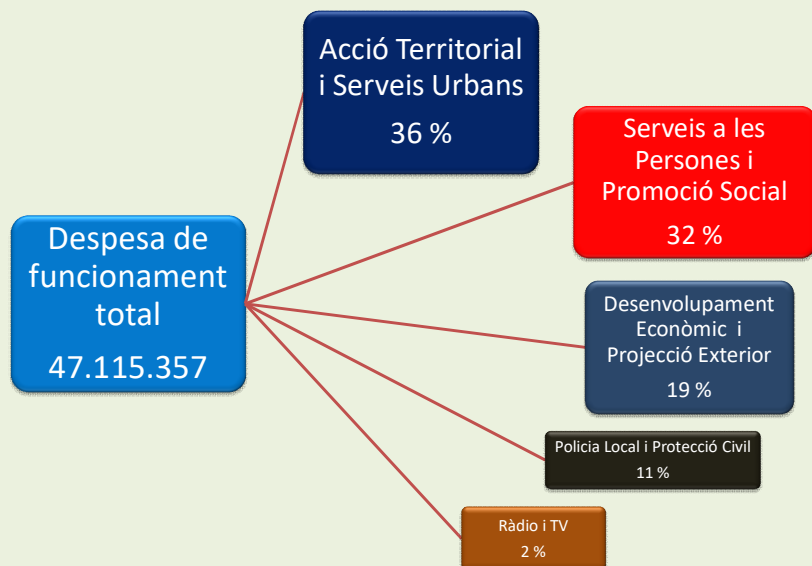 Acció Territorial
i Serveis Urbans
36 %
Serveis a les
Persones i
Promoció Social
32 %
Despesa de
funcionament
total
47.115.357
Desenvolupament
Econòmic i
Projecció Exterior
19 %
Policia Local i Protecció Civil
11 %
Ràdio i TV
2 %